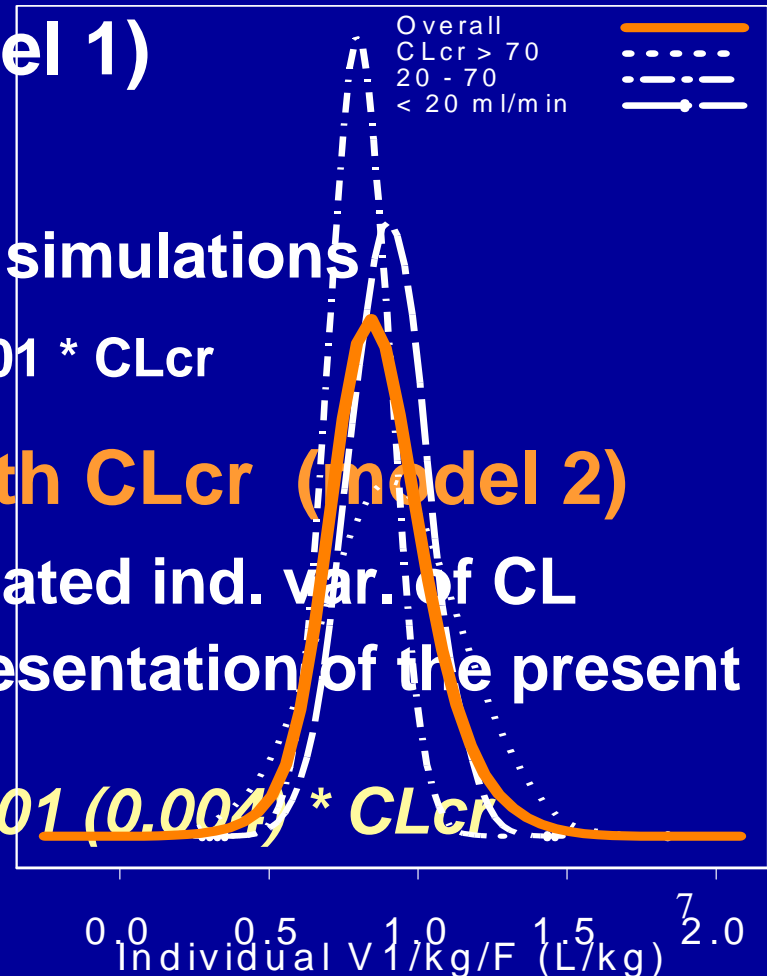 el 1)
Overall
CLcr > 70
20 - 70
< 20 ml/min
simulations
01 * CLcr
th CLcr (model 2)
ated ind. var. of CL
esentation of the present
01 (0.004) * CLcr
0.0 0.5 1.0 1.5 2.0
7
Individual V1/kg/F (L/kg)